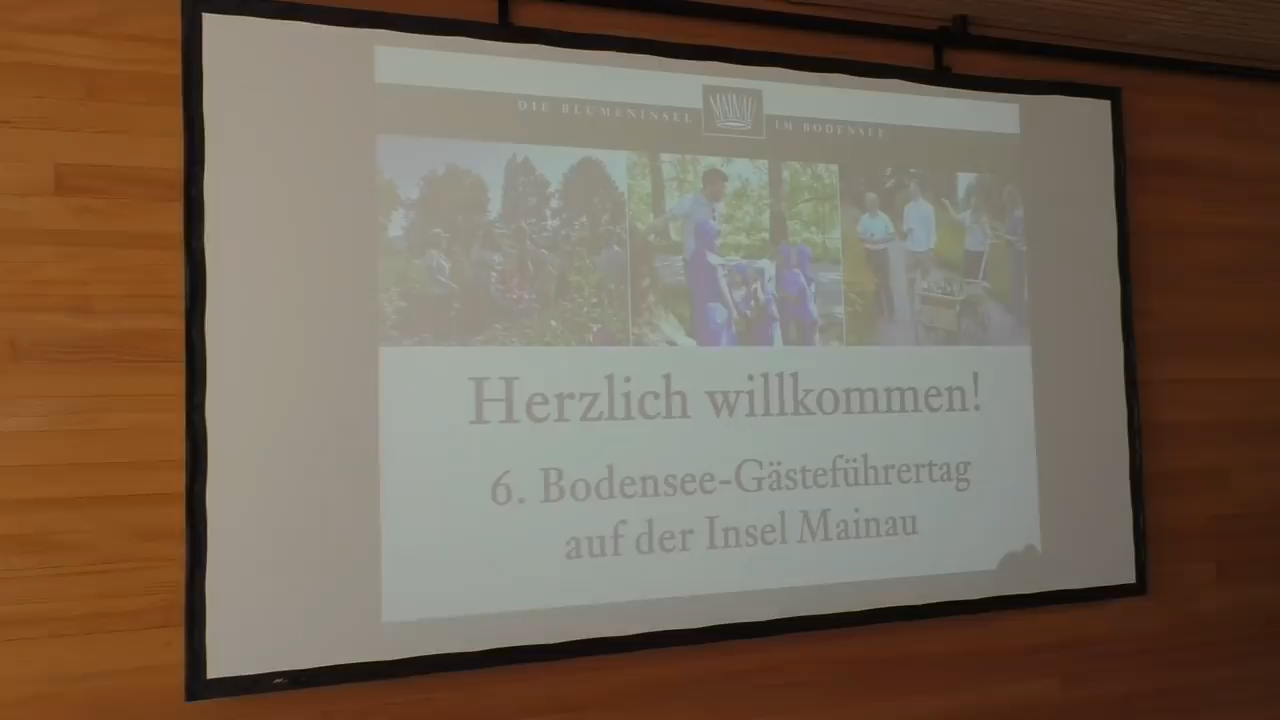 DIE BLUMENINSEL MAINAU IM BODENSEE
Herzlich willkommen!
6. Bodensee-Gästeführertag
auf der Insel Mainau